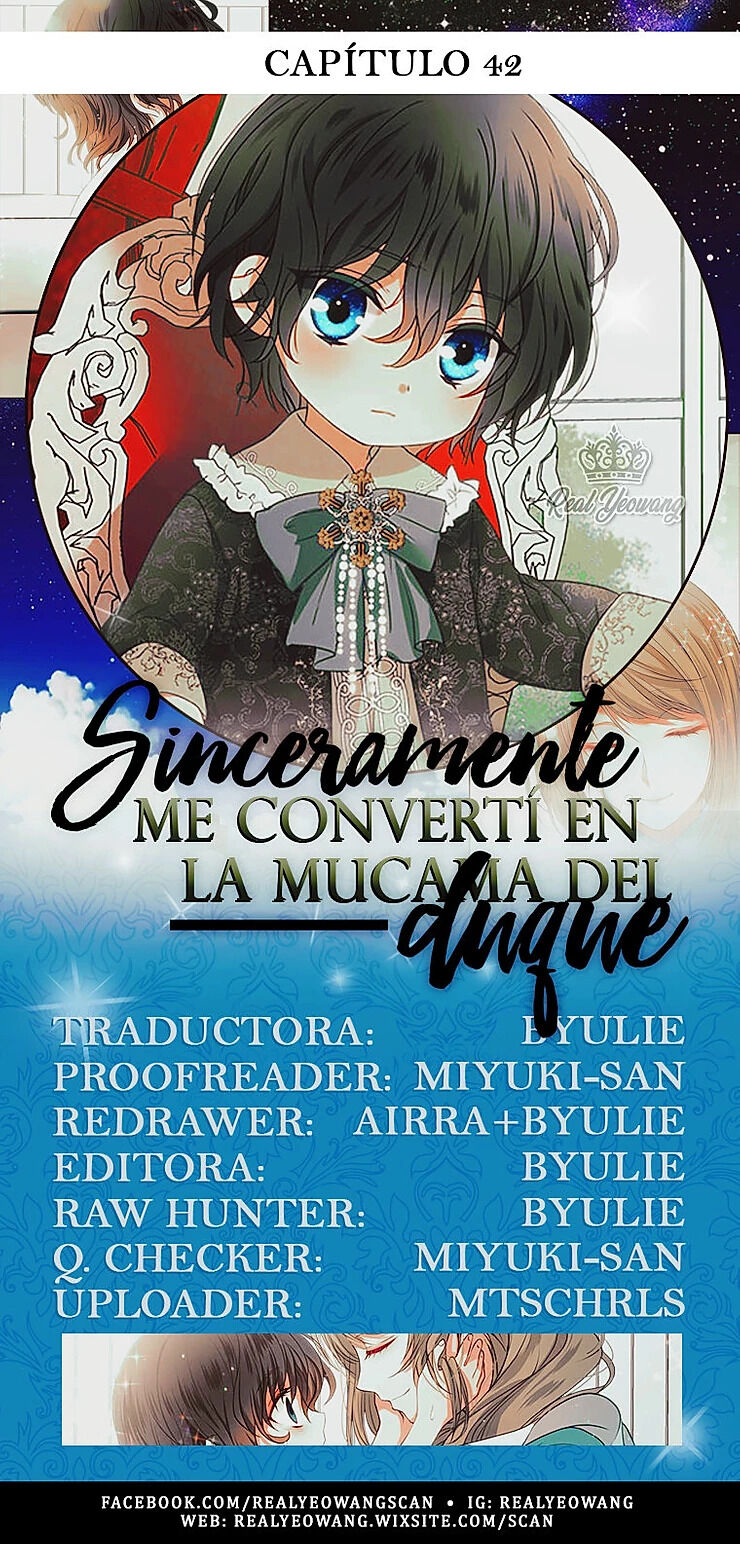 CAPÍTULO 42
Real Yeowang
Sinceramente
ME CONVERTÍ EN
LA MUCAMA DEL
duque
TRADUCTORA: BYULIE
PROOFREADER: MIYUKI-SAN
REDRAWER: AIRRA+BYULIE
EDITORA: BYULIE
RAW HUNTER: BYULIE
Q. CHECKER: MIYUKI-SAN
UPLOADER: MTSCHRLS
FACEBOOK.COM/REALYEOWANGSCAN • IG: REALYEOWANG
WEB: REALYEOWANG.WIXSITE.COM/SCAN